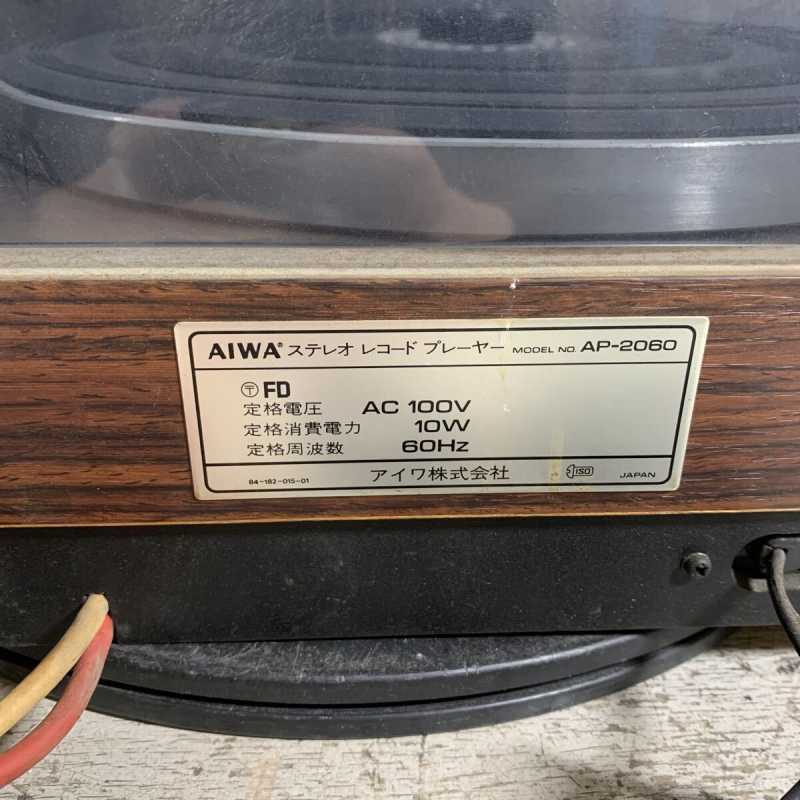 AIWA® ステレオ レコード プレーヤー MODEL NO. AP-2060
〒 FD
定格電圧 AC 100V
定格消費電力 10W
定格周波数 60Hz
84-182-015-01 アイワ株式会社 ISO JAPAN